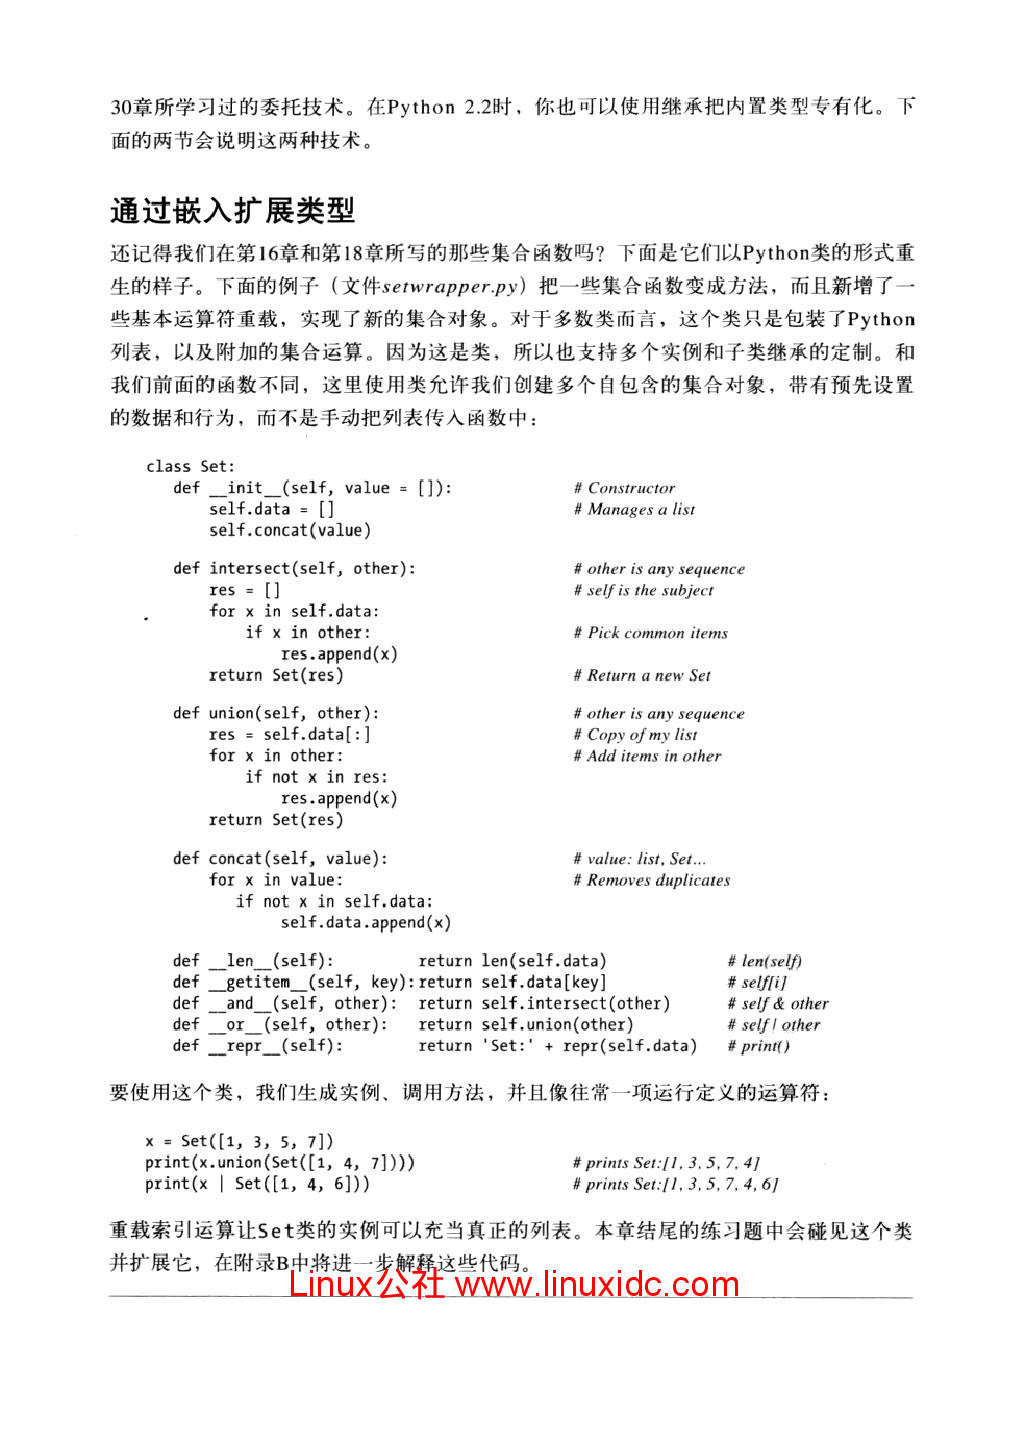 30章所学习过的委托技术。在Python 2.2时，你也可以使用继承把内置类型专有化。下
面的两节会说明这两种技术。
通过嵌入扩展类型
还记得我们在第16章和第18章所写的那些集合函数吗？下面是它们以Python类的形式重
生的样子。下面的例子（文件setwrapper.py）把一些集合函数变成方法，而且新增了一
些基本运算符重载，实现了新的集合对象。对于多数类而言，这个类只是包装了Python
列表，以及附加的集合运算。因为这是类，所以也支持多个实例和子类继承的定制。和
我们前面的函数不同，这里使用类允许我们创建多个自包含的集合对象，带有预先设置
的数据和行为，而不是手动把列表传入函数中：
class Set:
    def __init__(self, value = []):    # Constructor
        self.data = []    # Manages a list
        self.concat(value)
    def intersect(self, other):    # other is any sequence
        res = []    # self is the subject
        for x in self.data:
            if x in other:    # Pick common items
                res.append(x)
        return Set(res)    # Return a new Set
    def union(self, other):    # other is any sequence
        res = self.data[:]    # Copy of my list
        for x in other:    # Add items in other
            if not x in res:
                res.append(x)
        return Set(res)
    def concat(self, value):    # value: list, Set...
        for x in value:    # Removes duplicates
           if not x in self.data:
                self.data.append(x)
    def __len__(self):    return len(self.data)    # len(self)
    def __getitem__(self, key): return self.data[key]    # self[i]
    def __and__(self, other):    return self.intersect(other)    # self & other
    def __or__(self, other):    return self.union(other)    # self | other
    def __repr__(self):    return 'Set:' + repr(self.data)    # print()
要使用这个类，我们生成实例、调用方法，并且像往常一项运行定义的运算符：
x = Set([1, 3, 5, 7])
print(x.union(Set([1, 4, 7])))    # prints Set:[1, 3, 5, 7, 4]
print(x | Set([1, 4, 6]))    # prints Set:[1, 3, 5, 7, 4, 6]
重载索引运算让Set类的实例可以充当真正的列表。本章结尾的练习题中会碰见这个类
并扩展它，在附录B中将进一步解释这些代码。
Linux公社 www.linuxidc.com